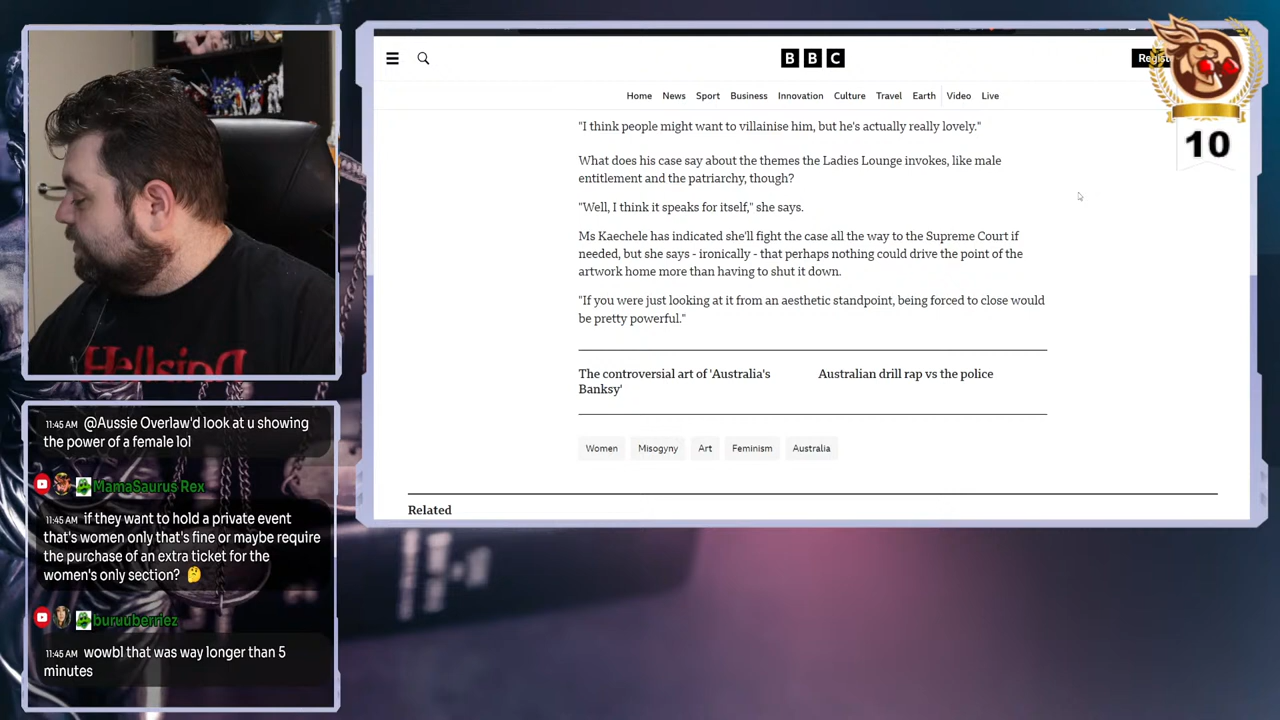 BBC
Regist
Home News Sport Business Innovation Culture Travel Earth Video Live
"I think people might want to villainise him, but he's actually really lovely."
What does his case say about the themes the Ladies Lounge invokes, like male
entitlement and the patriarchy, though?
"Well, I think it speaks for itself," she says.
Ms Kaechele has indicated she'll fight the case all the way to the Supreme Court if
needed, but she says - ironically - that perhaps nothing could drive the point of the
artwork home more than having to shut it down.
"If you were just looking at it from an aesthetic standpoint, being forced to close would
be pretty powerful."
The controversial art of 'Australia's
Banksy'
Australian drill rap vs the police
Women Misogyny Art Feminism Australia
Related
10
Hellsing
11:45 AM @Aussie Overlaw'd look at u showing
the power of a female lol
MamaSaurus Rex
11:45 AM if they want to hold a private event
that's women only that's fine or maybe require
the purchase of an extra ticket for the
women's only section? 🤔
buruuberriez
11:45 AM wowbl that was way longer than 5
minutes